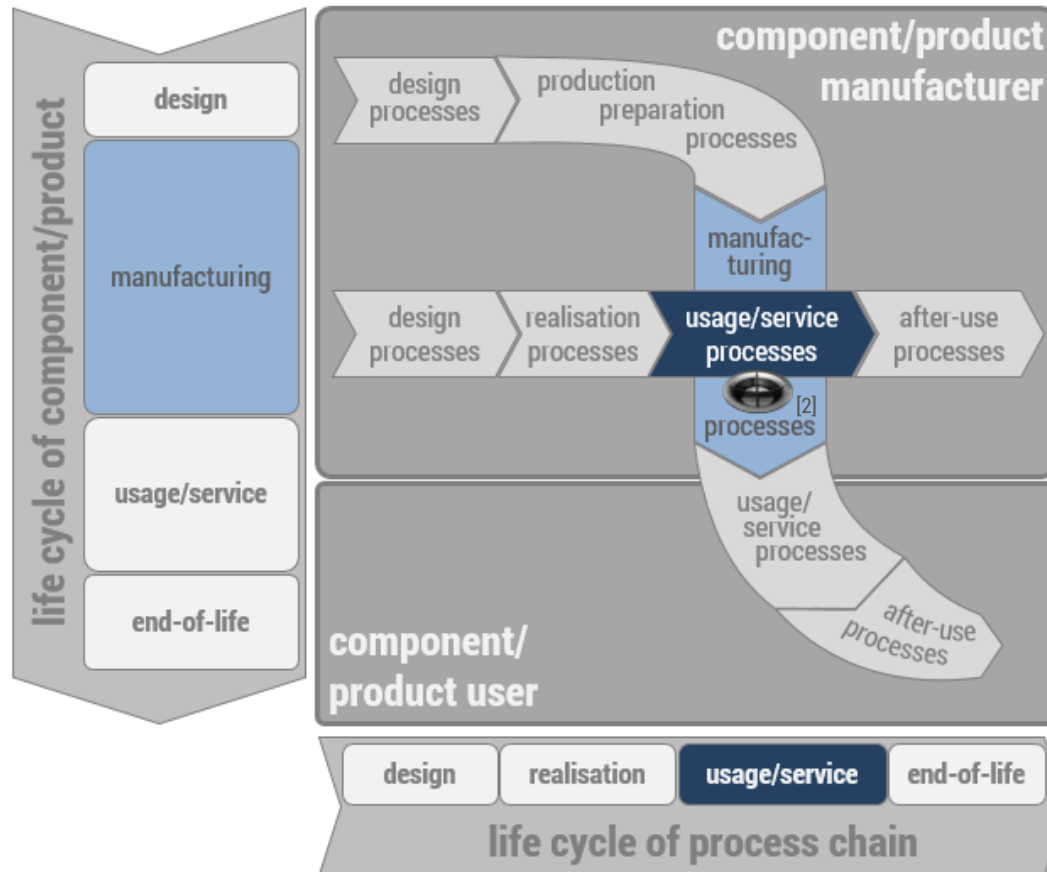 life cycle of component/product
design
manufacturing
usage/service
end-of-life
component/product
manufacturer
design
processes
production
preparation
processes
manufac-
turing
design
processes
realisation
processes
usage/service
processes
after-use
processes
[2]
processes
usage/
service
processes
after-use
processes
component/
product user
design
realisation
usage/service
end-of-life
life cycle of process chain